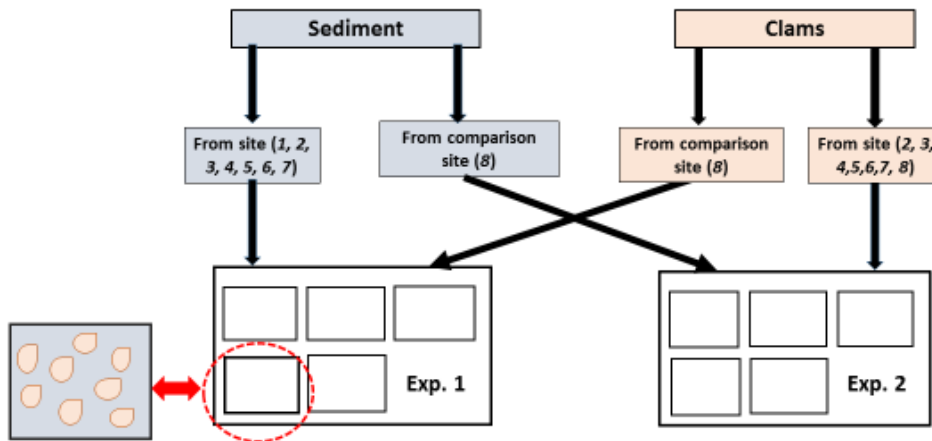 Sediment
Clams
From site (1, 2,
3, 4, 5, 6, 7)
From comparison
site (8)
From comparison
site (8)
From site (2, 3,
4,5,6,7, 8)
Exp. 1
Exp. 2